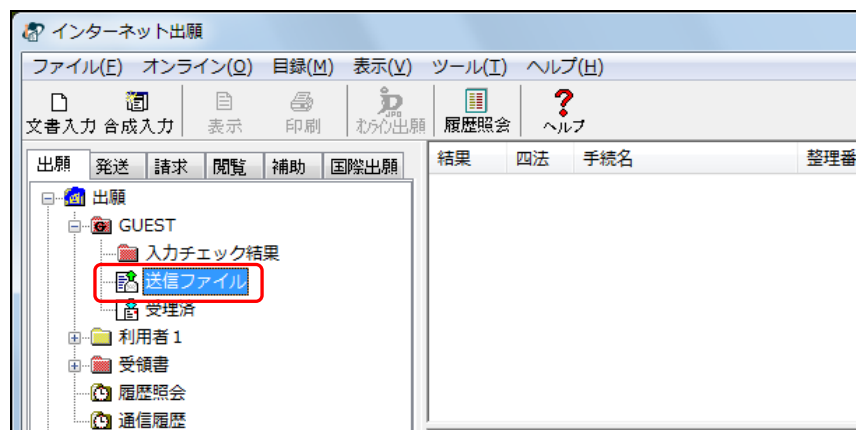 インターネット出願
ファイル(F) オンライン(O) 目録(M) 表示(V) ツール(T) ヘルプ(H)
文書入力 合成入力 表示 印刷 オンライン出願 履歴照会 ヘルプ
出願 発送 請求 閲覧 補助 国際出願
結果 四法 手続名 整理番
出願
GUEST
入力チェック結果
送信ファイル
受理済
利用者1
受領書
履歴照会
通信履歴